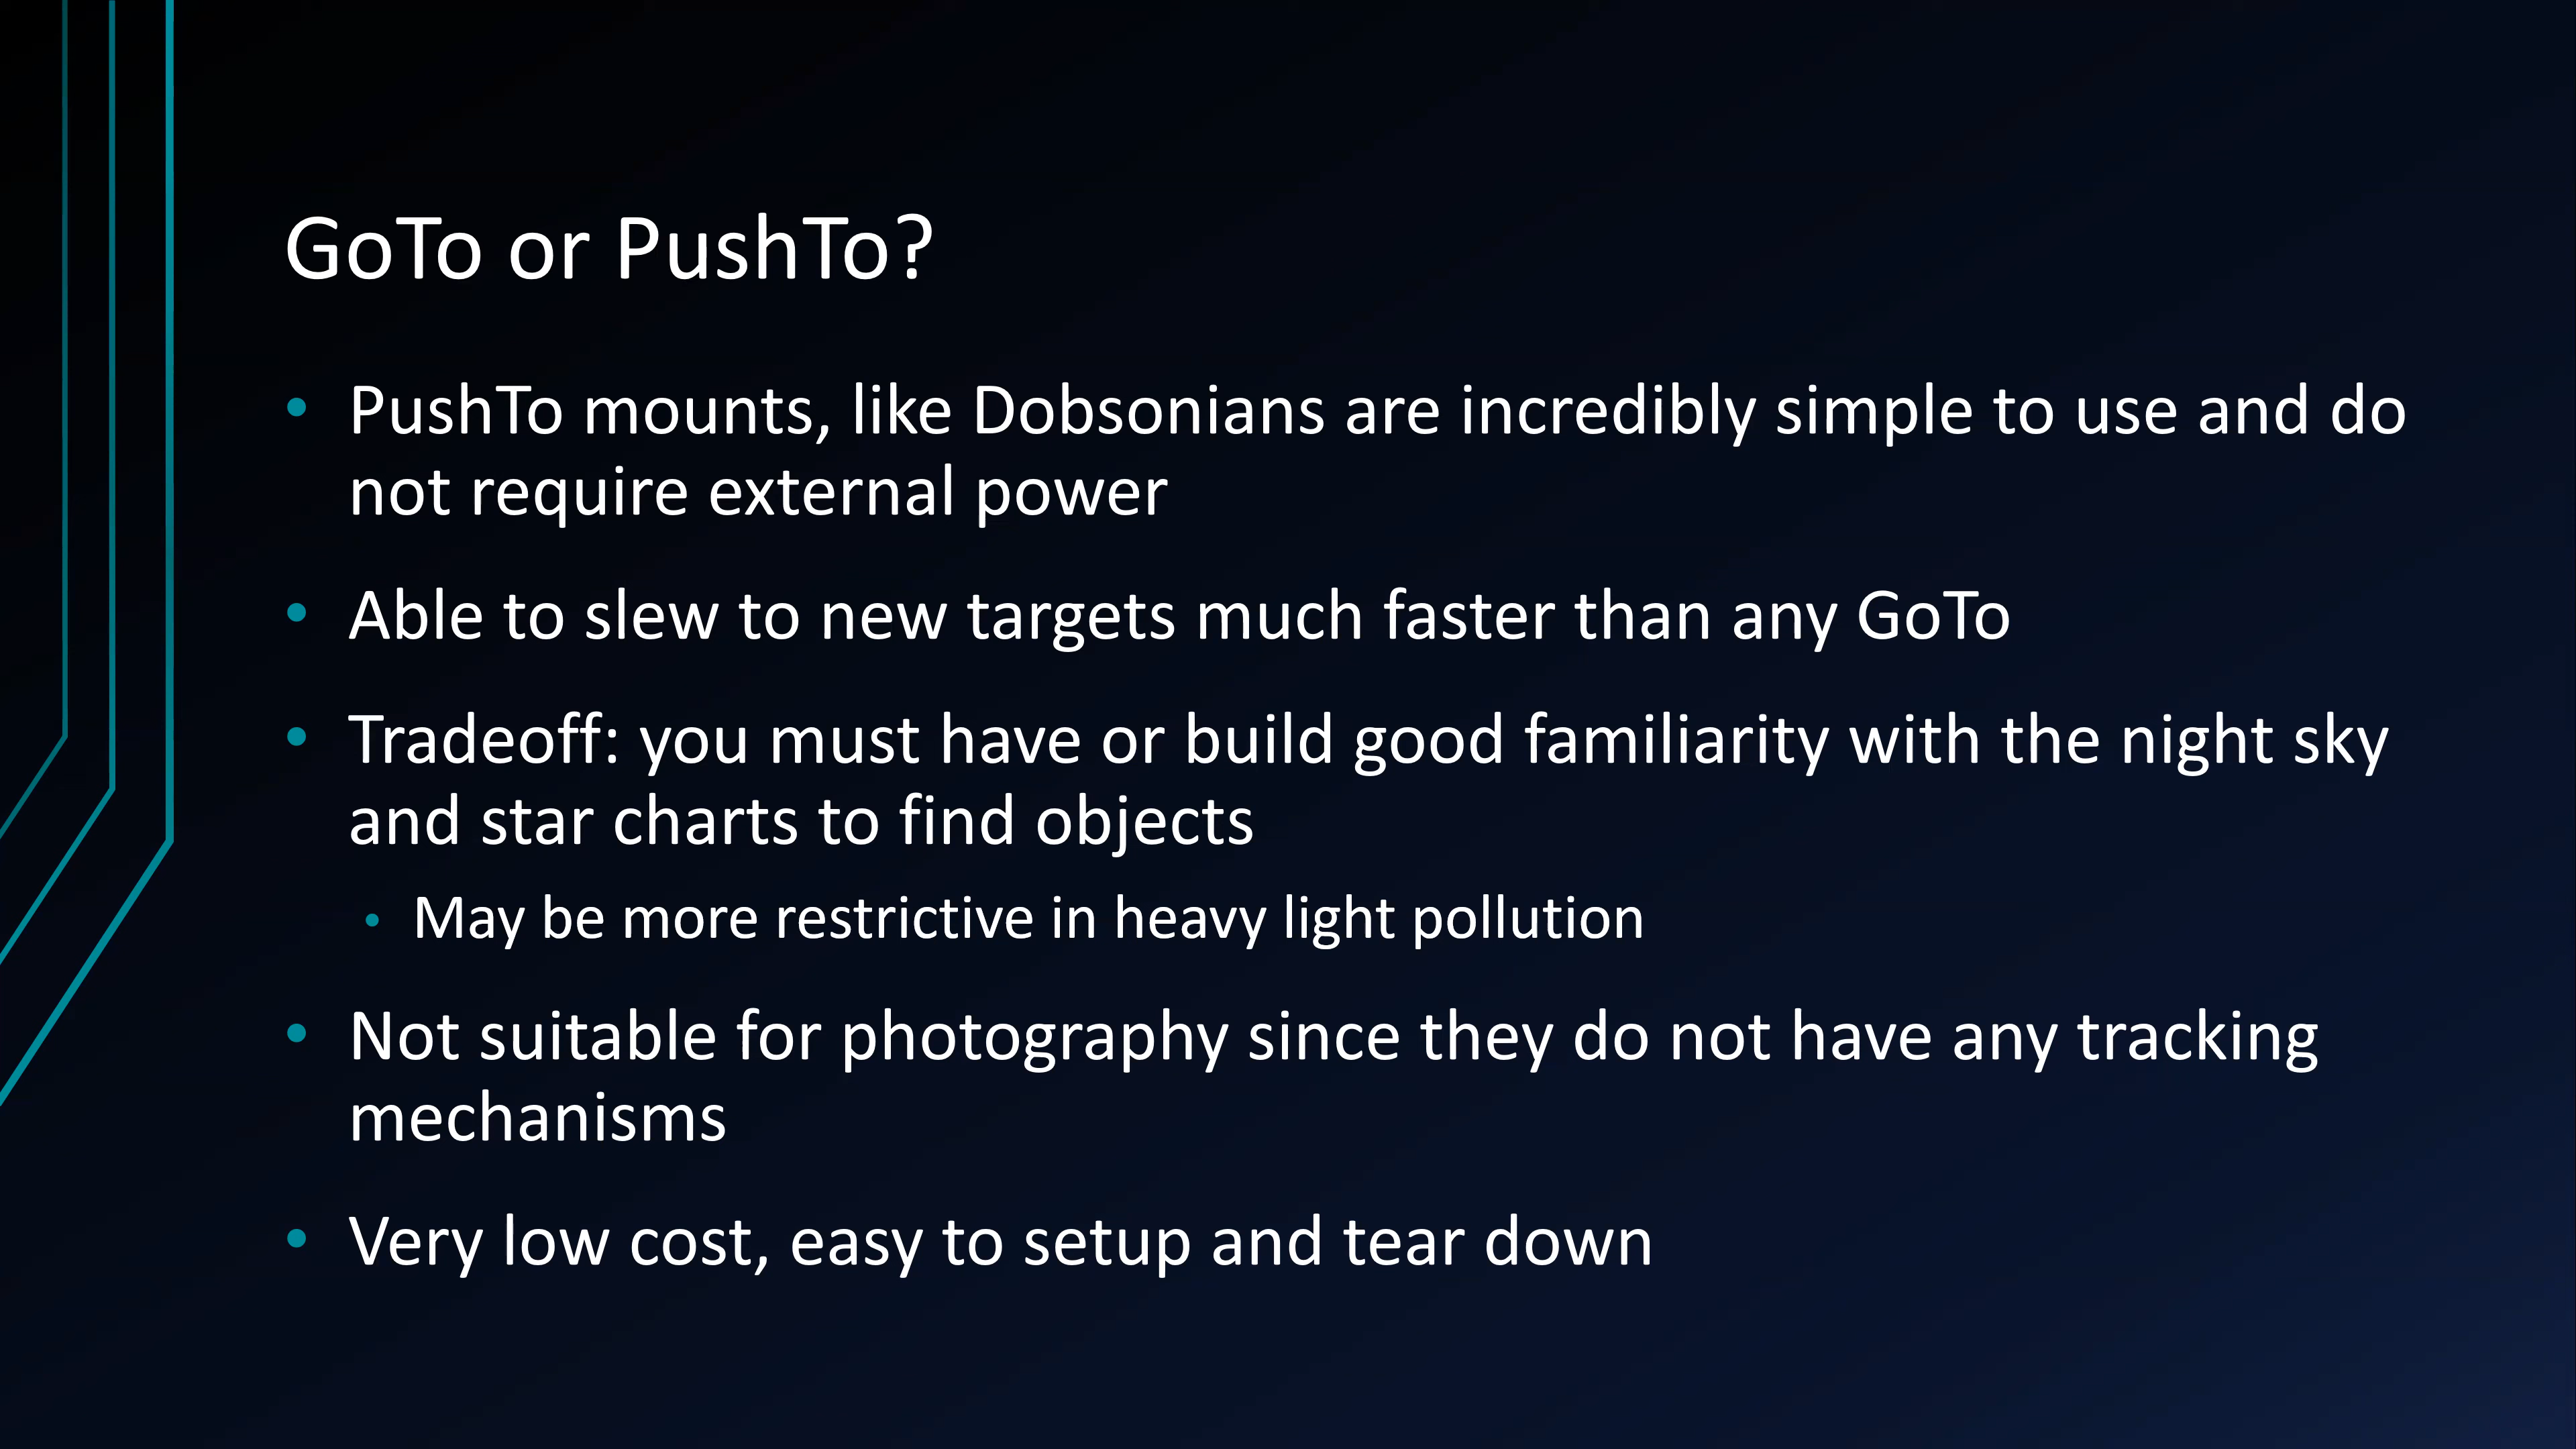 GoTo or PushTo?
• PushTo mounts, like Dobsonians are incredibly simple to use and do
not require external power
• Able to slew to new targets much faster than any GoTo
• Tradeoff: you must have or build good familiarity with the night sky
and star charts to find objects
• May be more restrictive in heavy light pollution
• Not suitable for photography since they do not have any tracking
mechanisms
• Very low cost, easy to setup and tear down